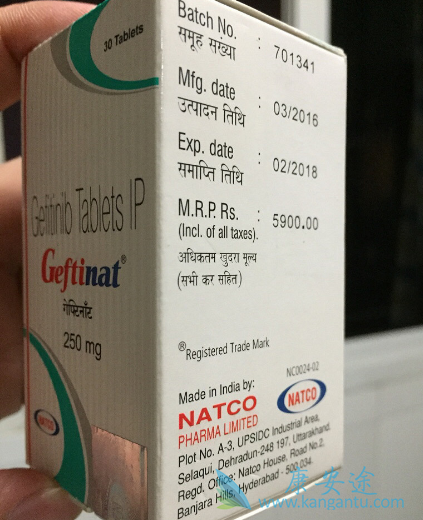 30 Tablets
Gefitinib Tablets IP
Geftinat®
गेफ्टिनॉट
250 mg
NATCO
Batch No. : 701341
समूह संख्या
Mfg. date : 03/2016
उत्पादन तिथि
Exp. date : 02/2018
समाप्ति तिथि
M.R.P. Rs. : 5900.00
(Incl. of all taxes).
अधिकतम खुदरा मूल्य
(सभी कर सहित)
®Registered Trade Mark
NC0024-02
Made in India by:
NATCO
PHARMA LIMITED
NATCO
Plot No. A-3, UPSIDC Industrial Area,
Selaqui, Dehradun-248 197, Uttarakhand.
Regd. Office: Natco House, Road No.2,
Banjara Hills, Hyderabad - 500 034.
康安途
www.kangantu.com